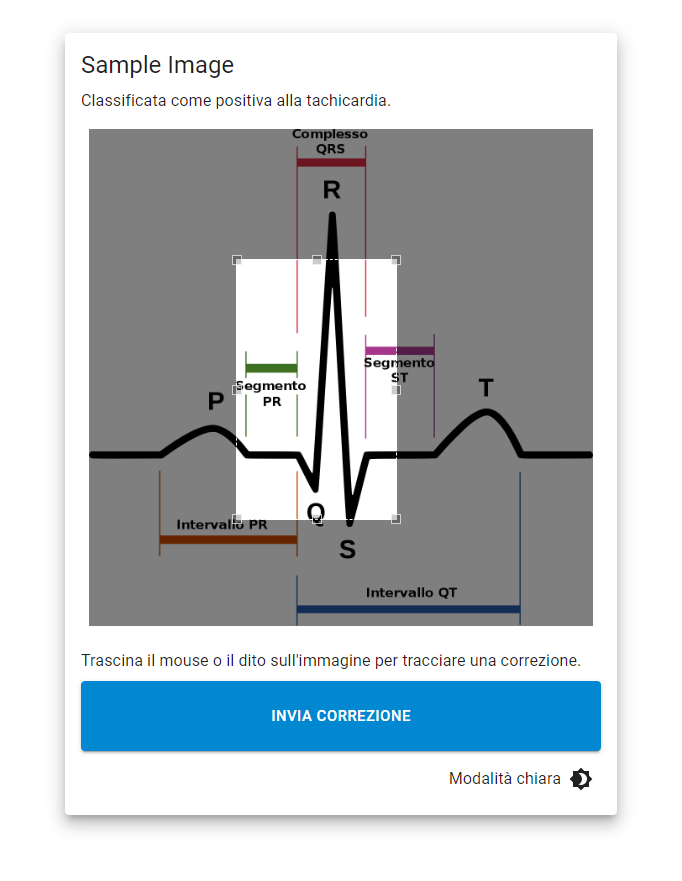 Sample Image
Classificata come positiva alla tachicardia.
Complesso
QRS
R
Segmento
PR
Segmento
ST
P
T
Q
Intervallo PR
S
Intervallo QT
Trascina il mouse o il dito sull'immagine per tracciare una correzione.
INVIA CORREZIONE
Modalità chiara